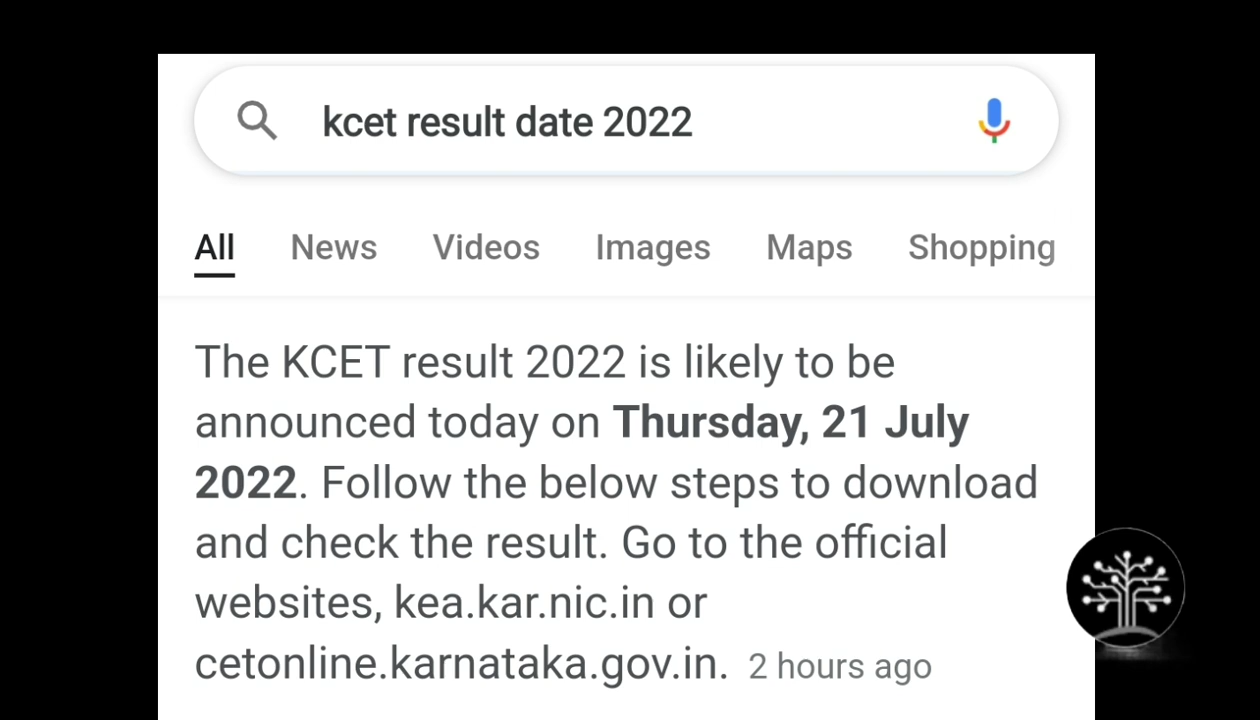 kcet result date 2022
All News Videos Images Maps Shopping
The KCET result 2022 is likely to be
announced today on Thursday, 21 July
2022. Follow the below steps to download
and check the result. Go to the official
websites, kea.kar.nic.in or
cetonline.karnataka.gov.in. 2 hours ago